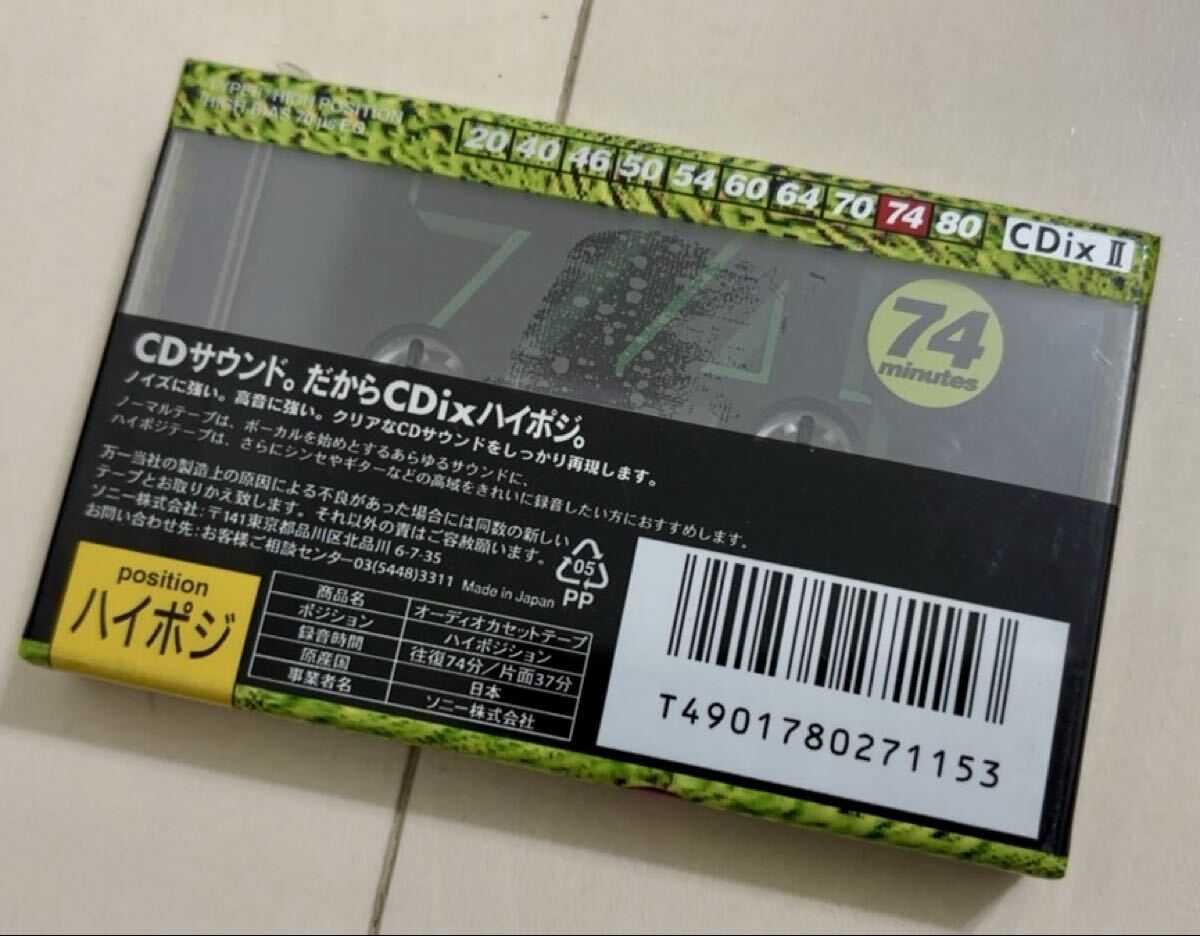 TYPE II (HIGH) POSITION
HIGH BIAS 70 μs EQ
20 40 46 50 54 60 64 70 74 80
CDix II
74
minutes
CDサウンド。だからCDixハイポジ。
ノイズに強い。高音に強い。クリアなCDサウンドをしっかり再現します。
ノーマルテープは、ボーカルを始めとするあらゆるサウンドに、
ハイポジテープは、さらにシンセやギターなどの高域をきれいに録音したい方におすすめします。
万一当社の製造上の原因による不良があった場合には同数の新しい
テープとお取りかえ致します。それ以外の責はご容赦願います。
ソニー株式会社:〒141東京都品川区北品川 6-7-35
お問い合わせ先:お客様ご相談センター03(5448)3311 Made in Japan
05
PP
position
ハイポジ
商品名 オーディオカセットテープ
ポジション ハイポジション
録音時間 往復74分/片面37分
原産国 日本
事業者名 ソニー株式会社
T4901780271153